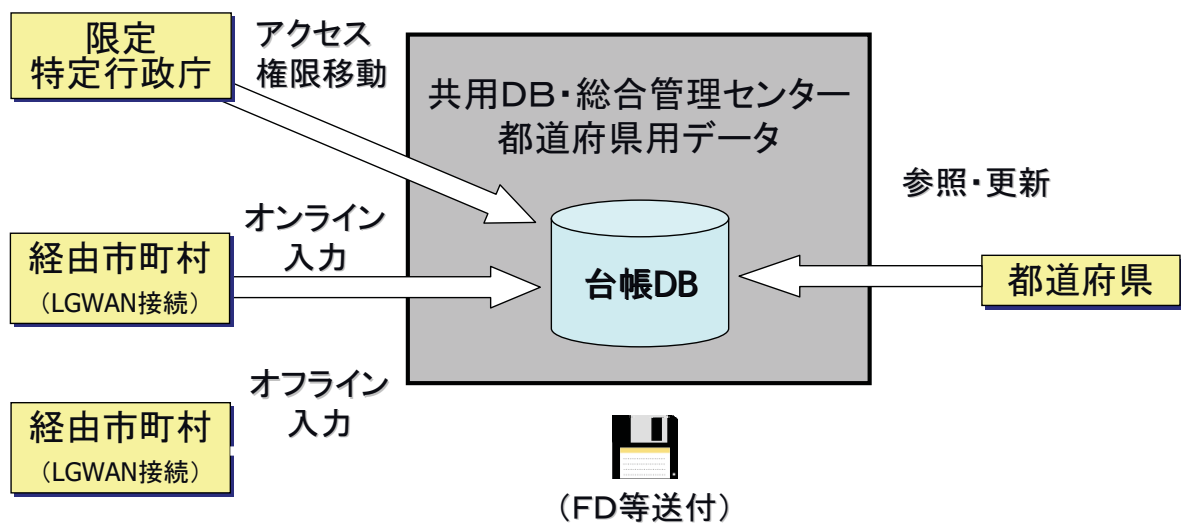 限定
特定行政庁
アクセス
権限移動
共用DB・総合管理センター
都道府県用データ
参照・更新
オンライン
入力
経由市町村
(LGWAN接続)
台帳DB
都道府県
オフライン
入力
経由市町村
(LGWAN接続)
(FD等送付)